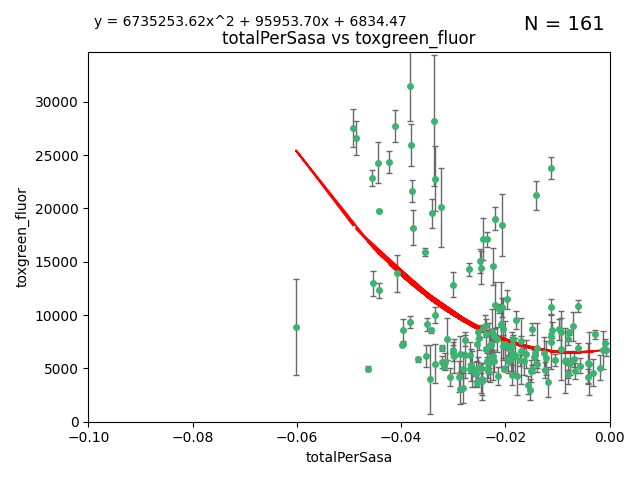 y = 6735253.62x^2 + 95953.70x + 6834.47
N = 161
totalPerSasa vs toxgreen_fluor
30000
25000
20000
15000
10000
5000
0
toxgreen_fluor
−0.10
−0.08
−0.06
−0.04
−0.02
0.00
totalPerSasa